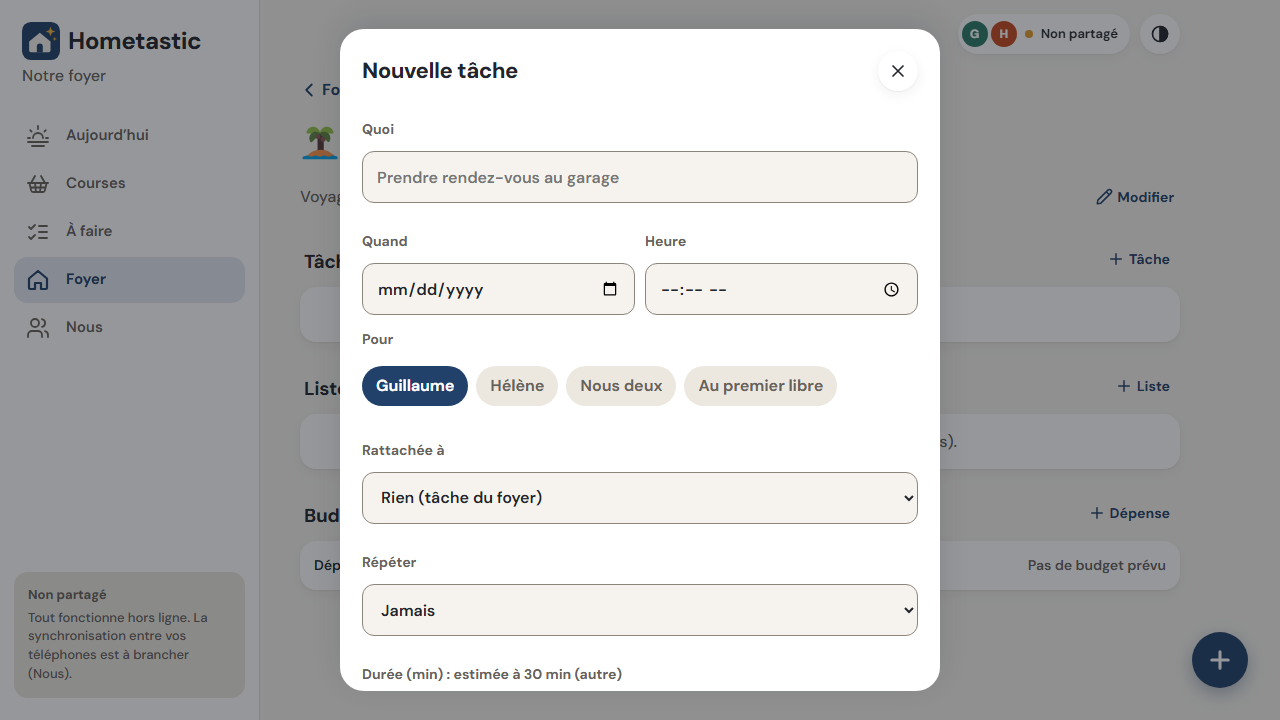 Hometastic
Notre foyer
Aujourd'hui
Courses
À faire
Foyer
Nous
Non partagé
Tout fonctionne hors ligne. La
synchronisation entre vos
téléphones est à brancher
(Nous).
G H Non partagé
Modifier
Tâche
Liste
s).
Dépense
Pas de budget prévu
Nouvelle tâche
Quoi
Prendre rendez-vous au garage
Quand Heure
mm/dd/yyyy --:-- --
Pour
Guillaume Hélène Nous deux Au premier libre
Rattachée à
Rien (tâche du foyer)
Répéter
Jamais
Durée (min) : estimée à 30 min (autre)